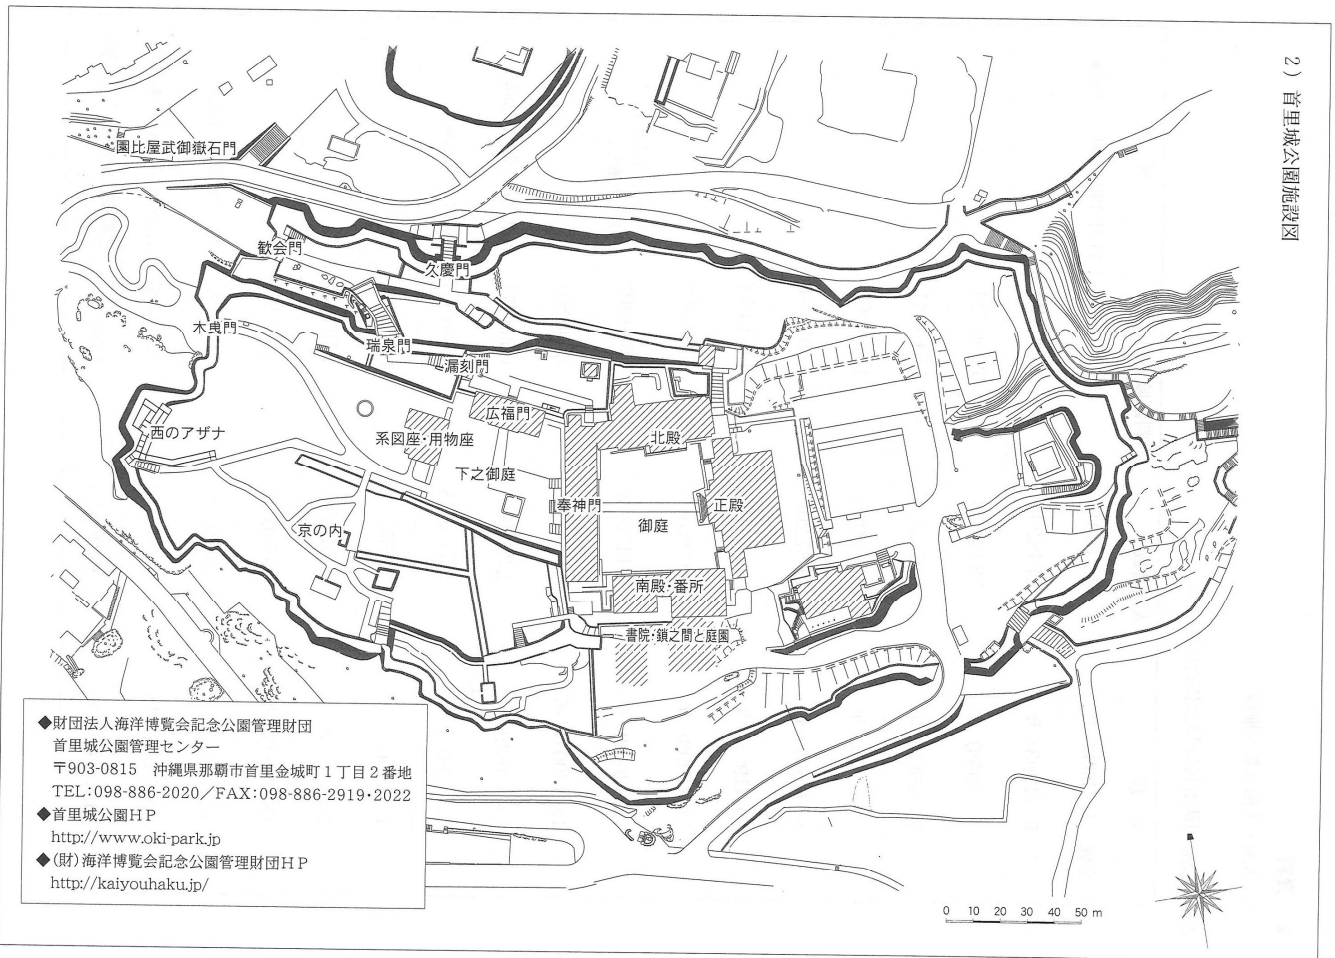 2) 首里城公園施設図
園比屋武御嶽石門
歓会門
久慶門
木曳門
瑞泉門
漏刻門
広福門
西のアザナ
系図座・用物座
北殿
下之御庭
奉神門
正殿
御庭
京の内
南殿・番所
書院・鎖之間と庭園
◆財団法人海洋博覧会記念公園管理財団
首里城公園管理センター
〒903-0815 沖縄県那覇市首里金城町1丁目2番地
TEL:098-886-2020/FAX:098-886-2919・2022
◆首里城公園HP
http://www.oki-park.jp
◆(財)海洋博覧会記念公園管理財団HP
http://kaiyouhaku.jp/
0 10 20 30 40 50 m